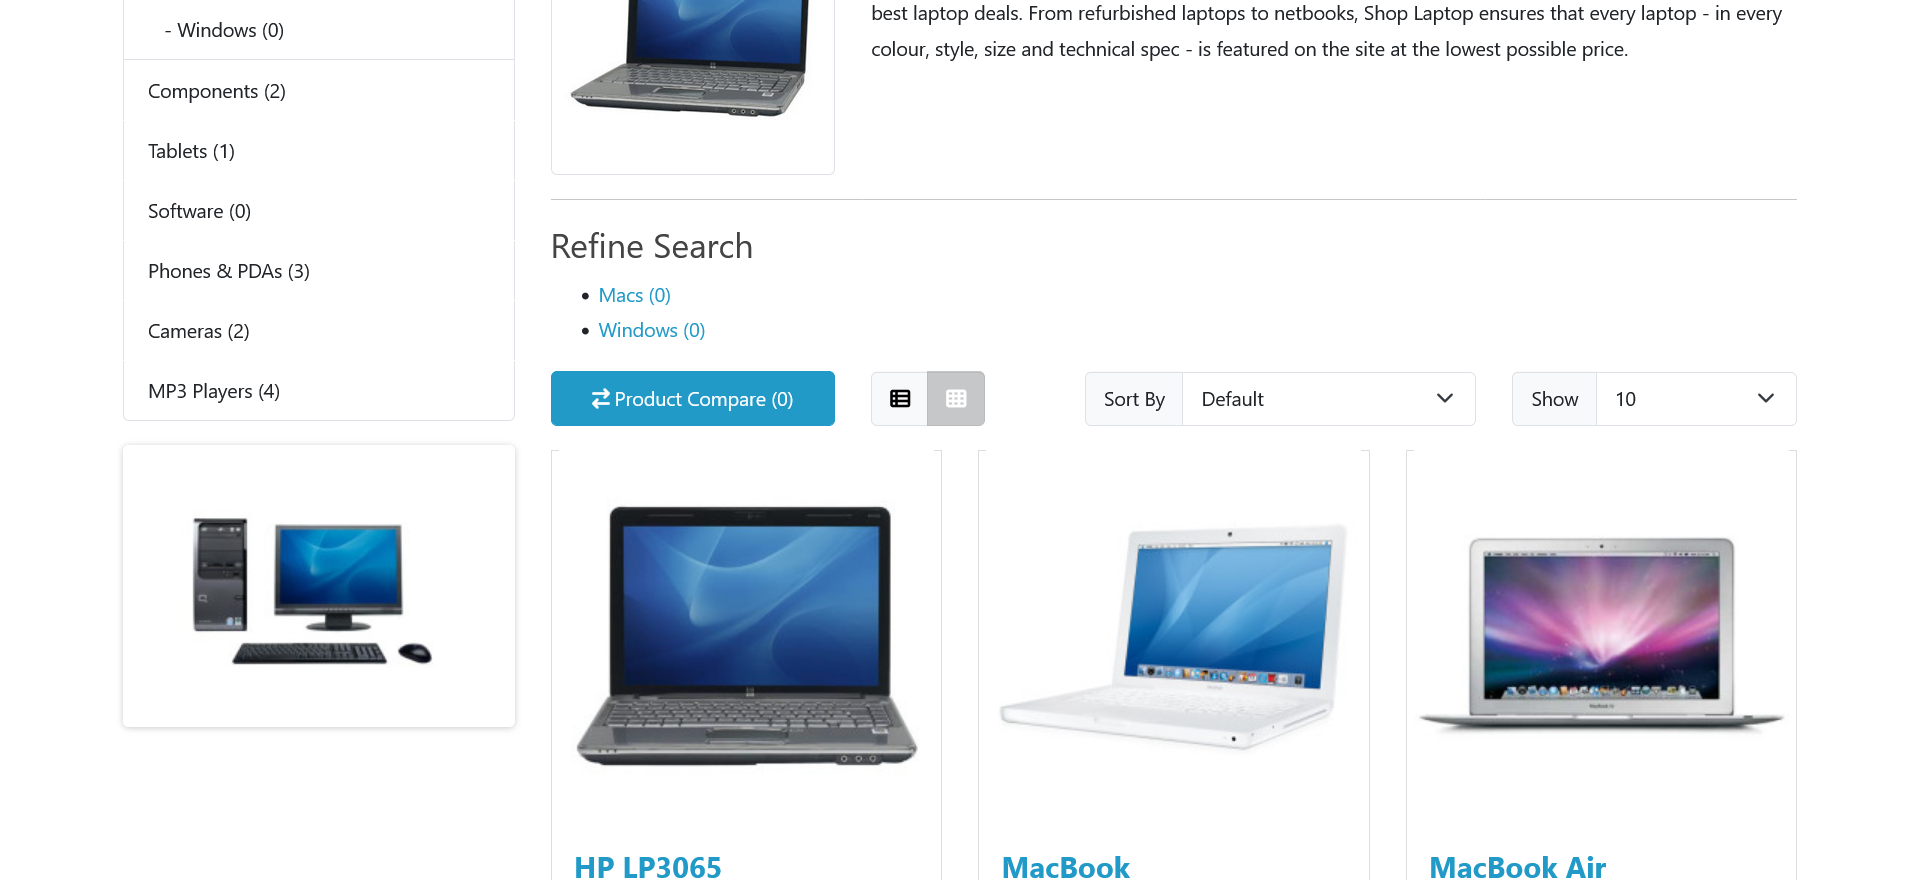 - Windows (0)
Components (2)
Tablets (1)
Software (0)
Phones & PDAs (3)
Cameras (2)
MP3 Players (4)
best laptop deals. From refurbished laptops to netbooks, Shop Laptop ensures that every laptop - in every
colour, style, size and technical spec - is featured on the site at the lowest possible price.
Refine Search
Macs (0)
Windows (0)
Product Compare (0)
Sort By
Default
Show
10
HP LP3065
MacBook
MacBook Air